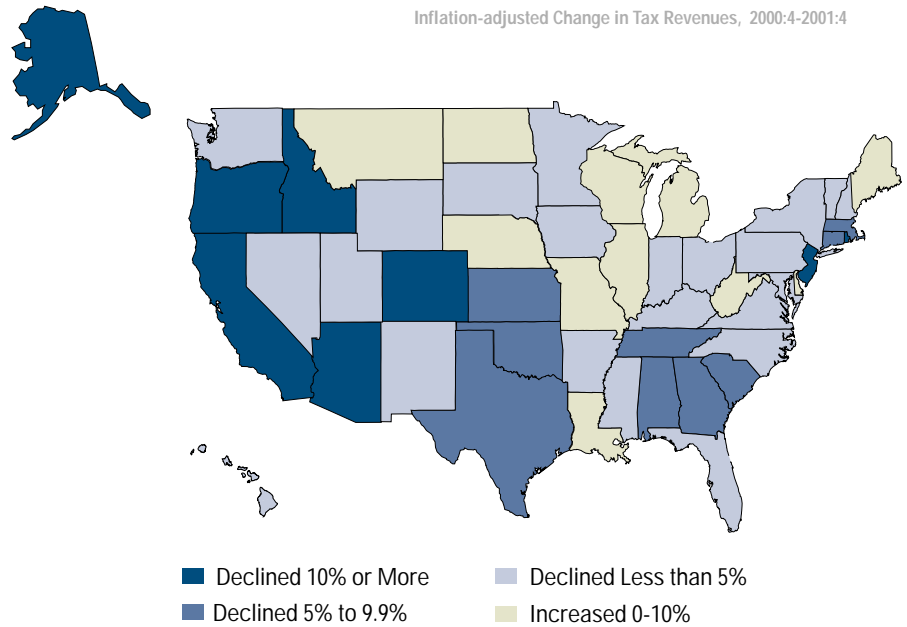 Inflation-adjusted Change in Tax Revenues, 2000:4-2001:4
Declined 10% or More
Declined Less than 5%
Declined 5% to 9.9%
Increased 0-10%